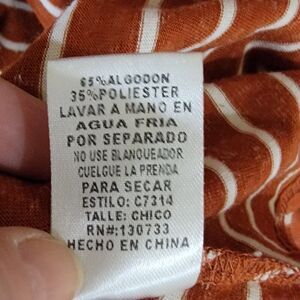 65%ALGODON
35%POLIESTER
LAVAR A MANO EN
AGUA FRIA
POR SEPARADO
NO USE BLANQUEADOR
CUELGUE LA PRENDA
PARA SECAR
ESTILO: C7314
TALLE: CHICO
RN#:130733
HECHO EN CHINA